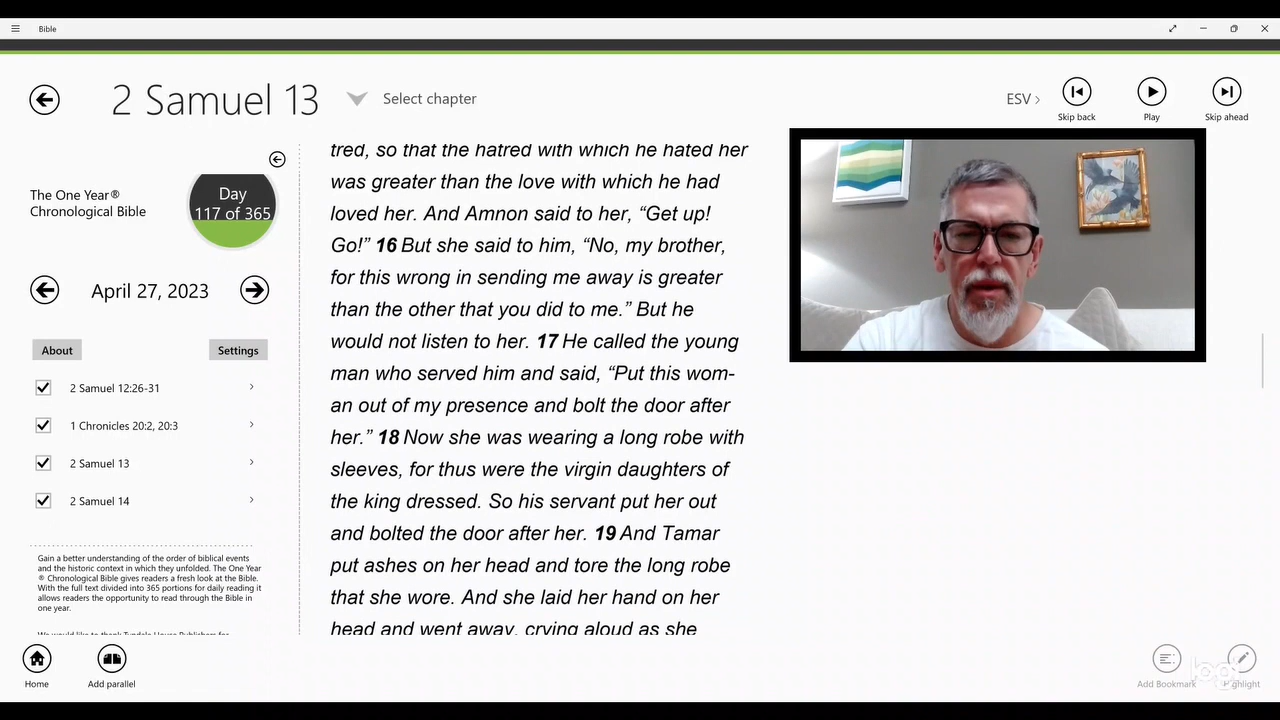 Bible
2 Samuel 13
Select chapter
ESV
Skip back
Play
Skip ahead
The One Year®
Chronological Bible
Day
117 of 365
April 27, 2023
About
Settings
2 Samuel 12:26-31
1 Chronicles 20:2, 20:3
2 Samuel 13
2 Samuel 14
Gain a better understanding of the order of biblical events
and the historic context in which they unfolded. The One Year
® Chronological Bible gives readers a fresh look at the Bible.
With the full text divided into 365 portions for daily reading it
allows readers the opportunity to read through the Bible in
one year.
We would like to thank Tyndale House Publishers for
tred, so that the hatred with which he hated her
was greater than the love with which he had
loved her. And Amnon said to her, “Get up!
Go!” 16 But she said to him, “No, my brother,
for this wrong in sending me away is greater
than the other that you did to me.” But he
would not listen to her. 17 He called the young
man who served him and said, “Put this wom-
an out of my presence and bolt the door after
her.” 18 Now she was wearing a long robe with
sleeves, for thus were the virgin daughters of
the king dressed. So his servant put her out
and bolted the door after her. 19 And Tamar
put ashes on her head and tore the long robe
that she wore. And she laid her hand on her
head and went away, crying aloud as she
Home
Add parallel
Add Bookmark
Highlight
logi